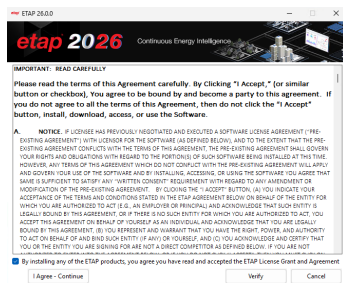 ETAP 26.0.0
etap 2026 Continuous Energy Intelligence
IMPORTANT: READ CAREFULLY
Please read the terms of this Agreement carefully. By Clicking "I Accept," (or similar
button or checkbox), You agree to be bound by and become a party to this agreement. If
you do not agree to all the terms of this Agreement, then do not click the "I Accept"
button, install, download, access, or use the Software.
A. NOTICE. IF LICENSEE HAS PREVIOUSLY NEGOTIATED AND EXECUTED A SOFTWARE LICENSE AGREEMENT ("PRE-
EXISTING AGREEMENT") WITH LICENSOR FOR THE SOFTWARE (AS DEFINED BELOW), AND TO THE EXTENT THAT THE PRE-
EXISTING AGREEMENT CONFLICTS WITH THE TERMS OF THIS AGREEMENT, THE PRE-EXISTING AGREEMENT SHALL GOVERN
YOUR RIGHTS AND OBLIGATIONS WITH REGARD TO THE PORTION(S) OF SUCH SOFTWARE BEING INSTALLED AT THIS TIME.
HOWEVER, ANY TERMS OF THIS AGREEMENT WHICH DO NOT CONFLICT WITH THE PRE-EXISTING AGREEMENT WILL APPLY
AND GOVERN YOUR USE OF THE SOFTWARE AND BY INSTALLING, ACCESSING, OR USING THE SOFTWARE YOU AGREE THAT
SAME IS SUFFICIENT TO SATISFY ANY "WRITTEN CONSENT" REQUIREMENT WITH REGARD TO ANY AMENDMENT OR
MODIFICATION OF THE PRE-EXISTING AGREEMENT. BY CLICKING THE "I ACCEPT" BUTTON, (A) YOU INDICATE YOUR
ACCEPTANCE OF THE TERMS AND CONDITIONS STATED IN THE ETAP AGREEMENT BELOW ON BEHALF OF THE ENTITY FOR
WHICH YOU ARE AUTHORIZED TO ACT (E.G., AN EMPLOYER OR PRINCIPAL) AND ACKNOWLEDGE THAT SUCH ENTITY IS
LEGALLY BOUND BY THIS AGREEMENT, OR IF THERE IS NO SUCH ENTITY FOR WHICH YOU ARE AUTHORIZED TO ACT, YOU
ACCEPT THIS AGREEMENT ON BEHALF OF YOURSELF AS AN INDIVIDUAL AND ACKNOWLEDGE THAT YOU ARE LEGALLY
BOUND BY THIS AGREEMENT, (B) YOU REPRESENT AND WARRANT THAT YOU HAVE THE RIGHT, POWER, AND AUTHORITY
TO ACT ON BEHALF OF AND BIND SUCH ENTITY (IF ANY) OR YOURSELF, AND (C) YOU ACKNOWLEDGE AND CERTIFY THAT
YOU OR THE ENTITY YOU ARE SIGNING FOR ARE NOT A DIRECT COMPETITOR AS DEFINED BELOW. IF YOU ARE NOT
By installing any of the ETAP products, you agree you have read and accepted the ETAP License Grant and Agreement
I Agree - Continue Verify Cancel